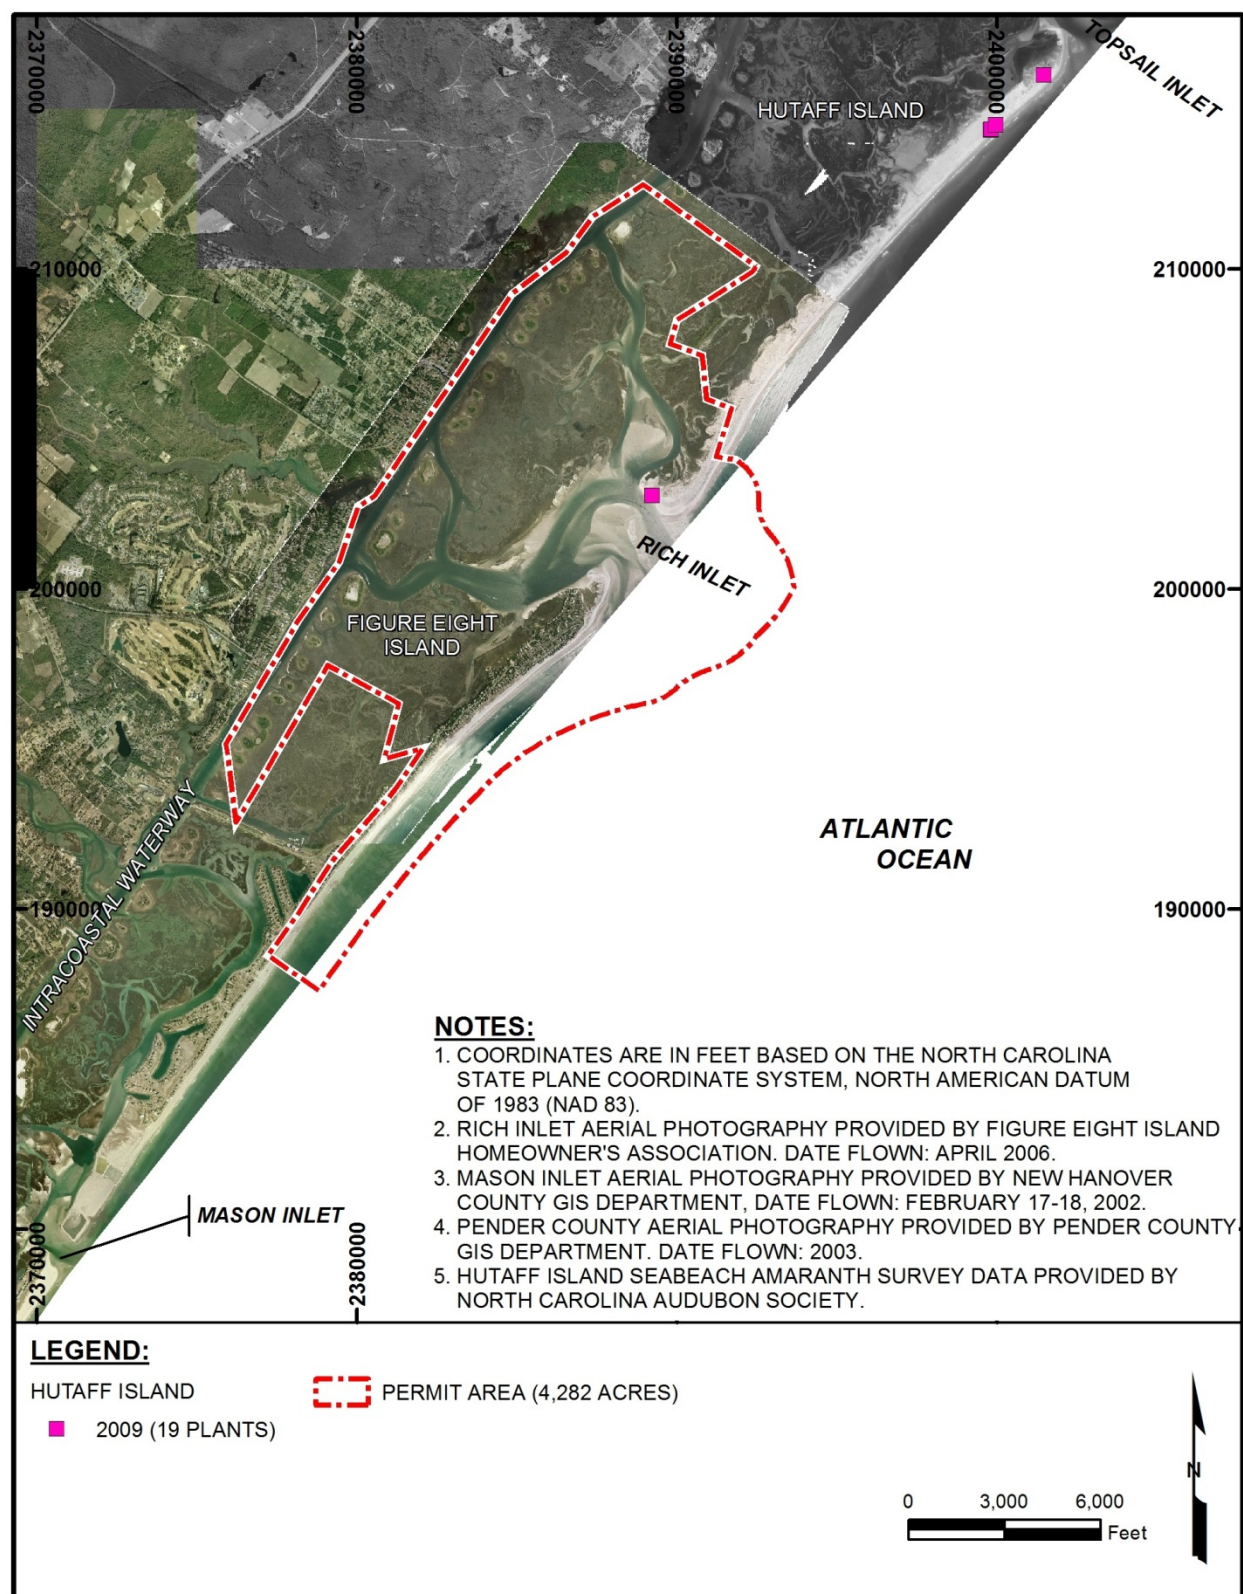 2370000
2380000
2390000
2400000
TOPSAIL INLET
HUTAFF ISLAND
210000
210000
RICH INLET
200000
200000
FIGURE EIGHT
ISLAND
INTRACOASTAL WATERWAY
ATLANTIC
OCEAN
190000
190000
NOTES:
1. COORDINATES ARE IN FEET BASED ON THE NORTH CAROLINA
STATE PLANE COORDINATE SYSTEM, NORTH AMERICAN DATUM
OF 1983 (NAD 83).
2. RICH INLET AERIAL PHOTOGRAPHY PROVIDED BY FIGURE EIGHT ISLAND
HOMEOWNER'S ASSOCIATION. DATE FLOWN: APRIL 2006.
3. MASON INLET AERIAL PHOTOGRAPHY PROVIDED BY NEW HANOVER
COUNTY GIS DEPARTMENT, DATE FLOWN: FEBRUARY 17-18, 2002.
4. PENDER COUNTY AERIAL PHOTOGRAPHY PROVIDED BY PENDER COUNTY
GIS DEPARTMENT. DATE FLOWN: 2003.
5. HUTAFF ISLAND SEABEACH AMARANTH SURVEY DATA PROVIDED BY
NORTH CAROLINA AUDUBON SOCIETY.
MASON INLET
2370000
2380000
LEGEND:
HUTAFF ISLAND
PERMIT AREA (4,282 ACRES)
2009 (19 PLANTS)
N
0 3,000 6,000
Feet